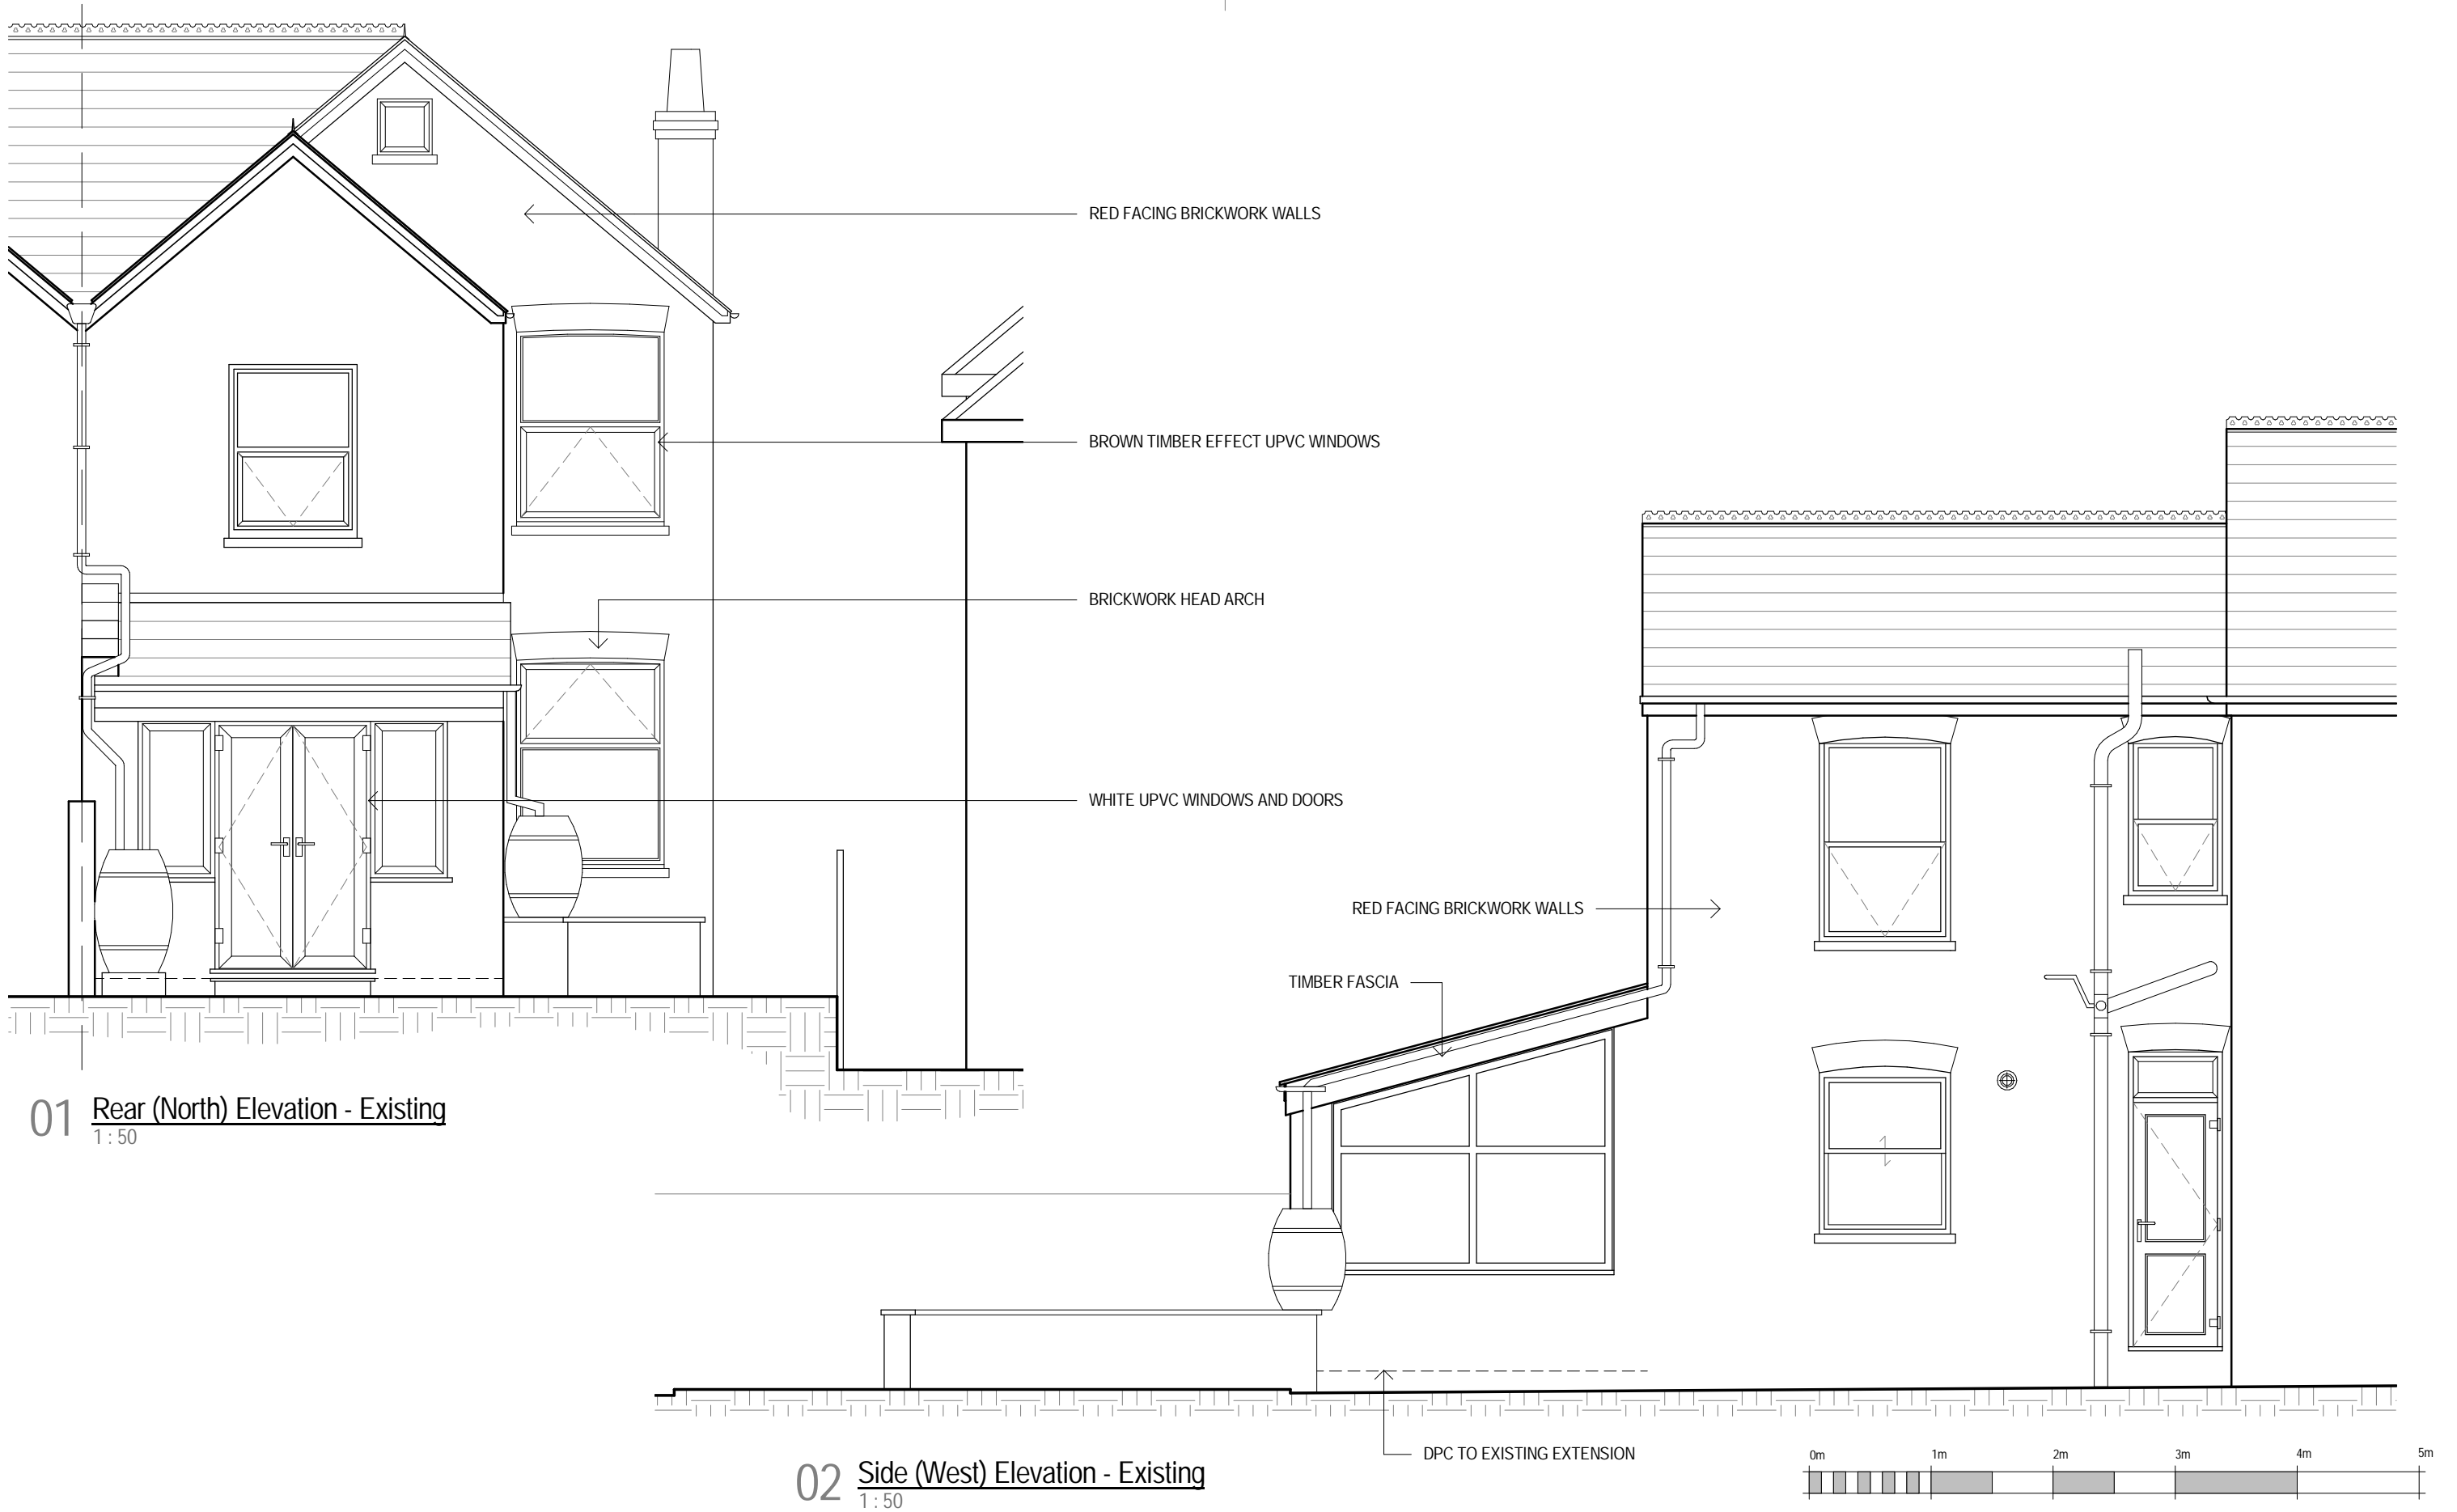 RED FACING BRICKWORK WALLS
BROWN TIMBER EFFECT UPVC WINDOWS
BRICKWORK HEAD ARCH
WHITE UPVC WINDOWS AND DOORS
RED FACING BRICKWORK WALLS
TIMBER FASCIA
01 Rear (North) Elevation - Existing
1 : 50
DPC TO EXISTING EXTENSION
02 Side (West) Elevation - Existing
1 : 50
0m 1m 2m 3m 4m 5m